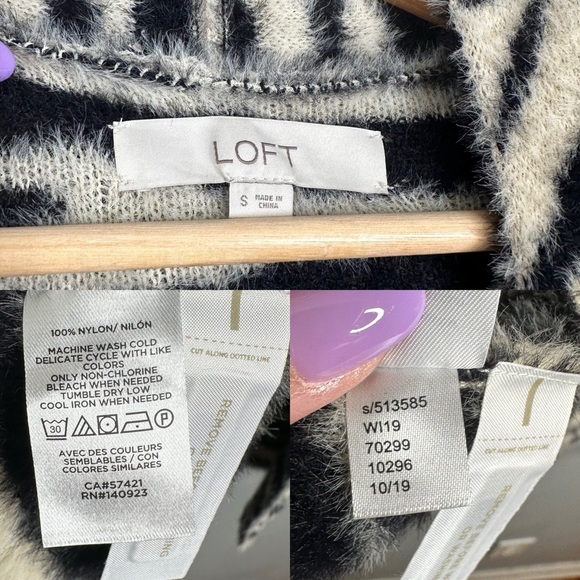 LOFT
S MADE IN
CHINA
100% NYLON/ NILÓN
MACHINE WASH COLD
DELICATE CYCLE WITH LIKE
COLORS
ONLY NON-CHLORINE
BLEACH WHEN NEEDED
TUMBLE DRY LOW
COOL IRON WHEN NEEDED
30
AVEC DES COULEURS
SEMBLABLES / CON
COLORES SIMILARES
CA#57421
RN#140923
CUT ALONG DOTTED LINE
REMOVE
s/513585
WI19
70299
10296
10/19
CUT ALONG DOTTED LINE
REMOVE